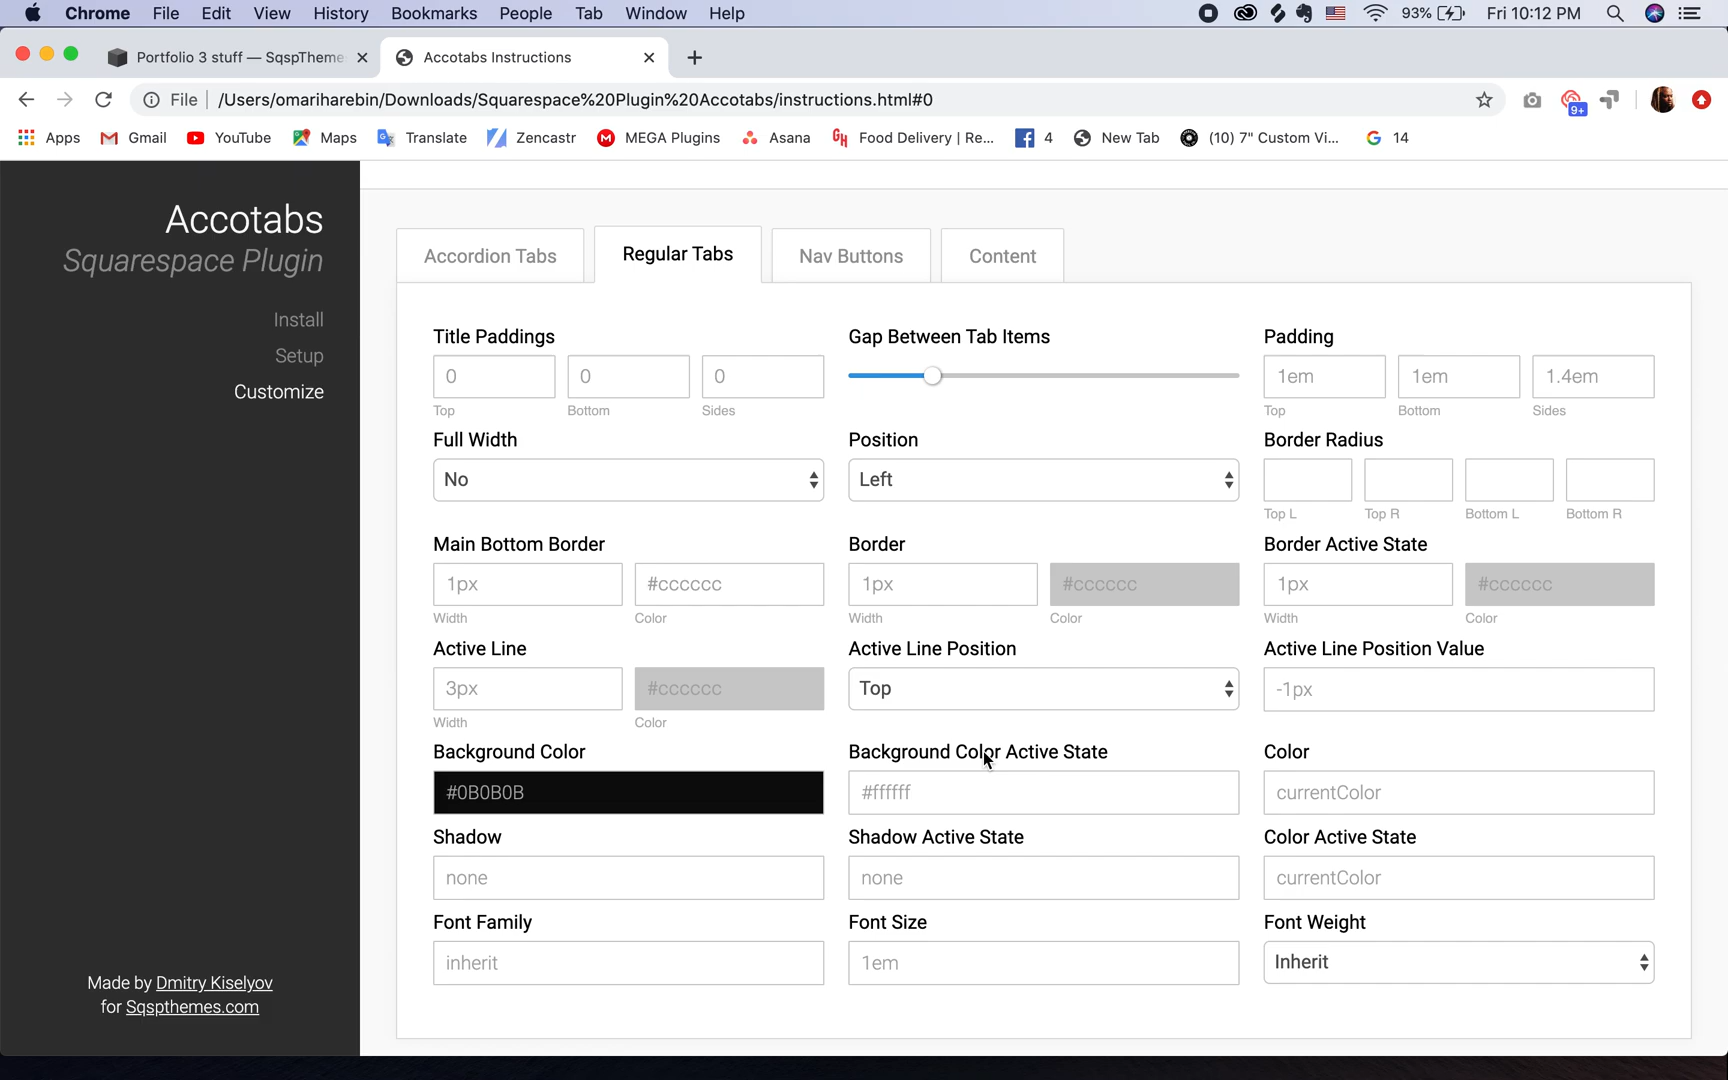 Chrome File Edit View History Bookmarks People Tab Window Help 93% Fri 10:12 PM
Portfolio 3 stuff — SqspTheme Accotabs Instructions
File /Users/omariharebin/Downloads/Squarespace%20Plugin%20Accotabs/instructions.html#0 9+
Apps Gmail YouTube Maps Translate Zencastr MEGA Plugins Asana Food Delivery | Re... 4 New Tab (10) 7" Custom Vi... 14
Accotabs
Squarespace Plugin
Install
Setup
Customize
Made by Dmitry Kiselyov
for Sqspthemes.com
Accordion Tabs Regular Tabs Nav Buttons Content
Title Paddings Gap Between Tab Items Padding
0 0 0 1em 1em 1.4em
Top Bottom Sides Top Bottom Sides
Full Width Position Border Radius
No Left
Top L Top R Bottom L Bottom R
Main Bottom Border Border Border Active State
1px #cccccc 1px #cccccc 1px #cccccc
Width Color Width Color Width Color
Active Line Active Line Position Active Line Position Value
3px #cccccc Top -1px
Width Color
Background Color Background Color Active State Color
#0B0B0B #ffffff currentColor
Shadow Shadow Active State Color Active State
none none currentColor
Font Family Font Size Font Weight
inherit 1em Inherit